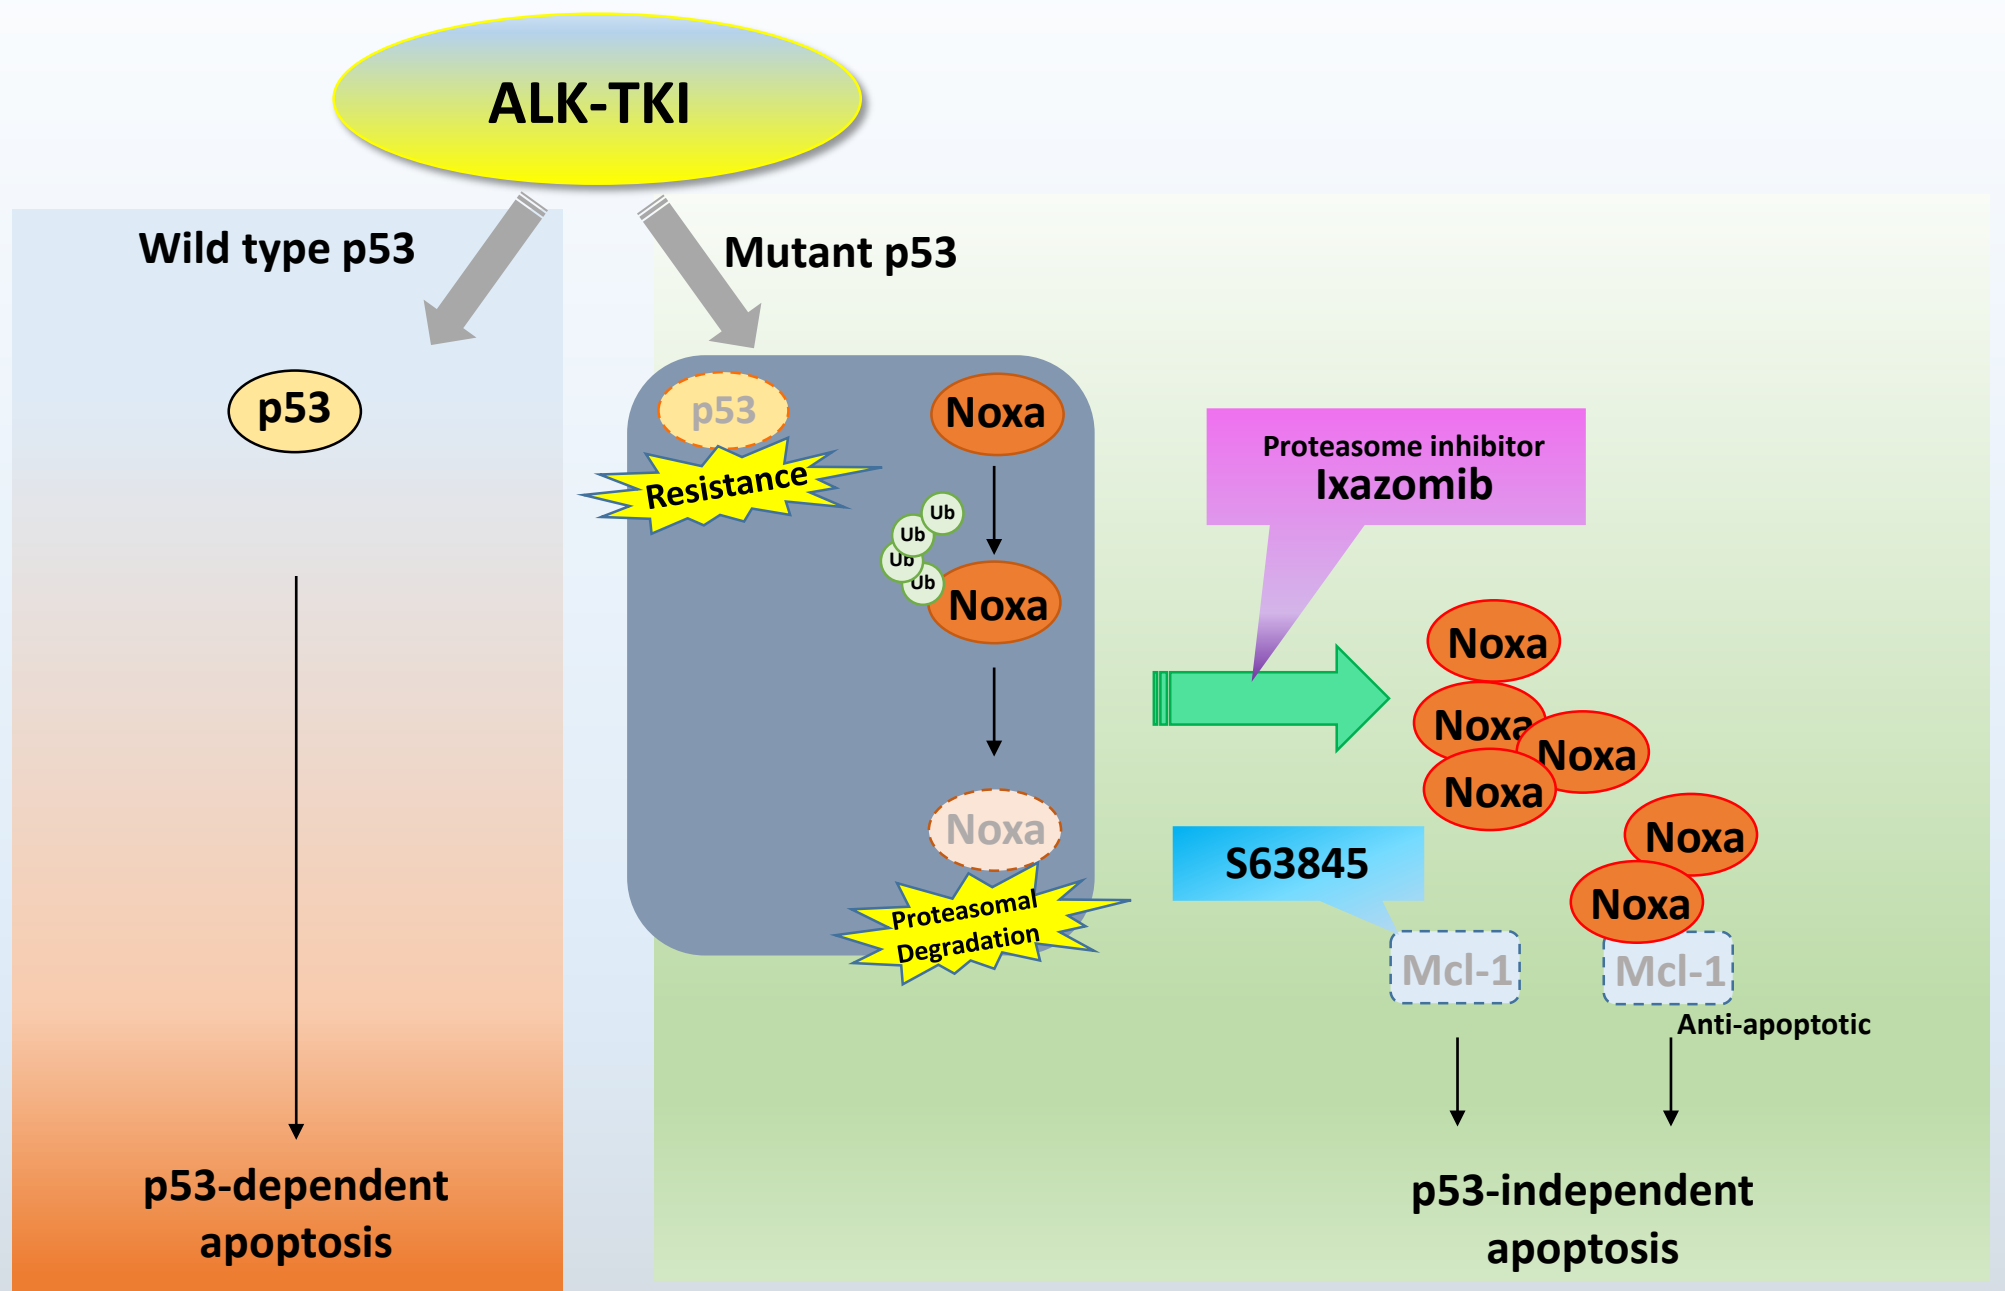 ALK-TKI
Wild type p53
Mutant p53
p53
p53
Resistance
Noxa
Ub
Ub
Ub
Ub
Noxa
Noxa
Proteasomal
Degradation
Proteasome inhibitor
Ixazomib
Noxa
Noxa
Noxa
Noxa
Noxa
Noxa
S63845
Mcl-1
Mcl-1
Anti-apoptotic
p53-dependent
apoptosis
p53-independent
apoptosis